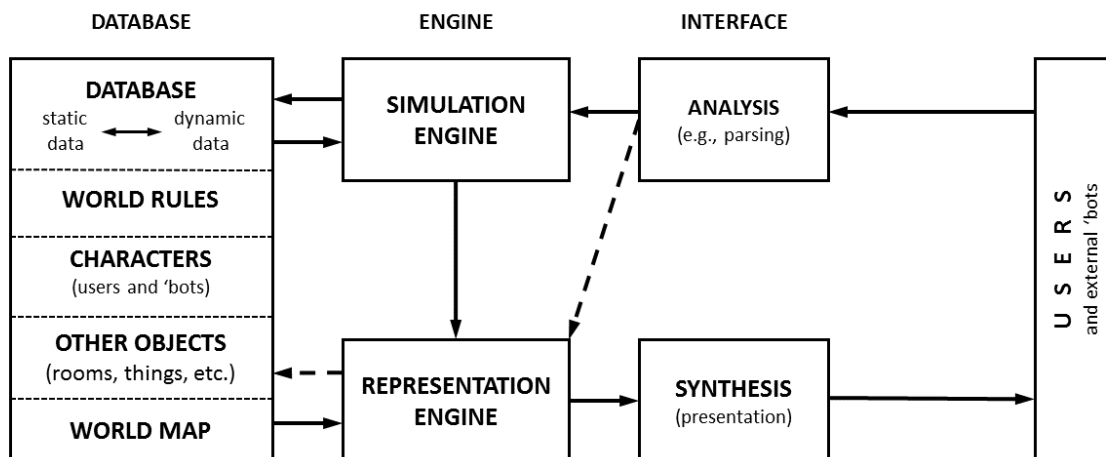 DATABASE
ENGINE
INTERFACE
DATABASE
static data
dynamic data
WORLD RULES
CHARACTERS
(users and ‘bots)
OTHER OBJECTS
(rooms, things, etc.)
WORLD MAP
SIMULATION
ENGINE
REPRESENTATION
ENGINE
ANALYSIS
(e.g., parsing)
SYNTHESIS
(presentation)
USERS
and external ‘bots